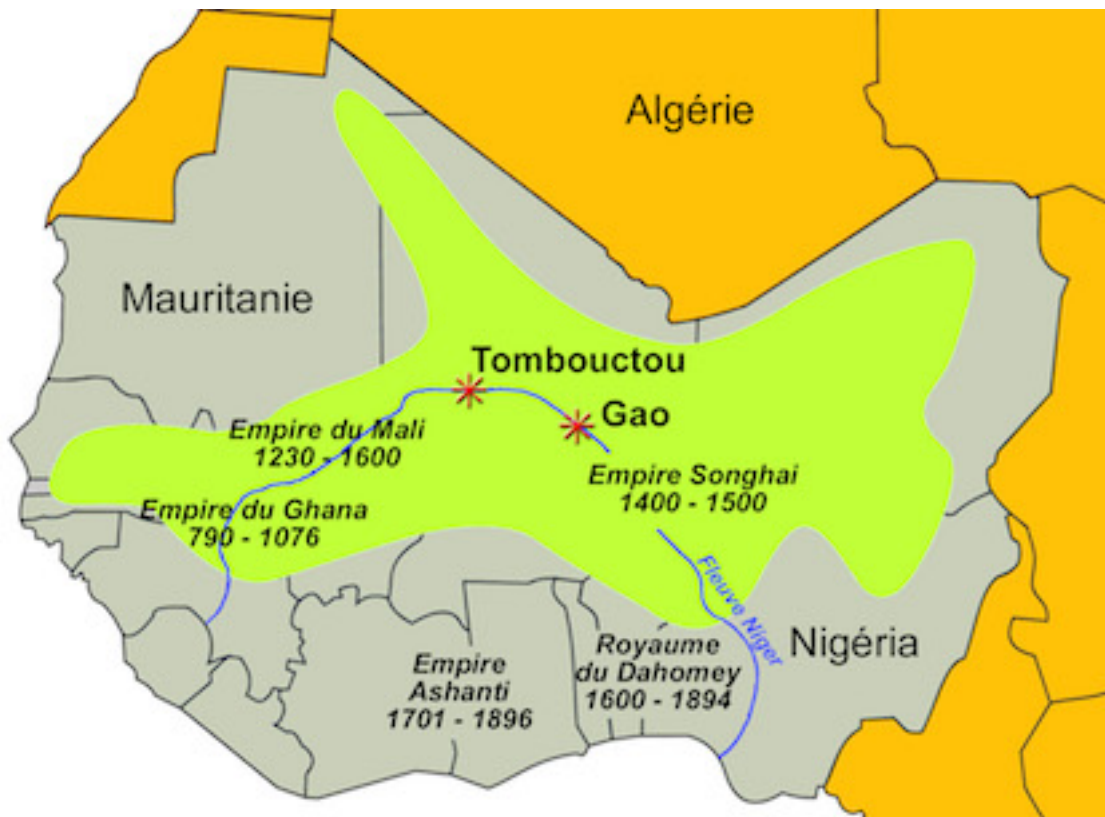 Algérie
Mauritanie
Tombouctou
Gao
Empire du Mali
1230 - 1600
Empire Songhai
1400 - 1500
Empire du Ghana
790 - 1076
Fleuve Niger
Nigéria
Royaume
du Dahomey
1600 - 1894
Empire
Ashanti
1701 - 1896